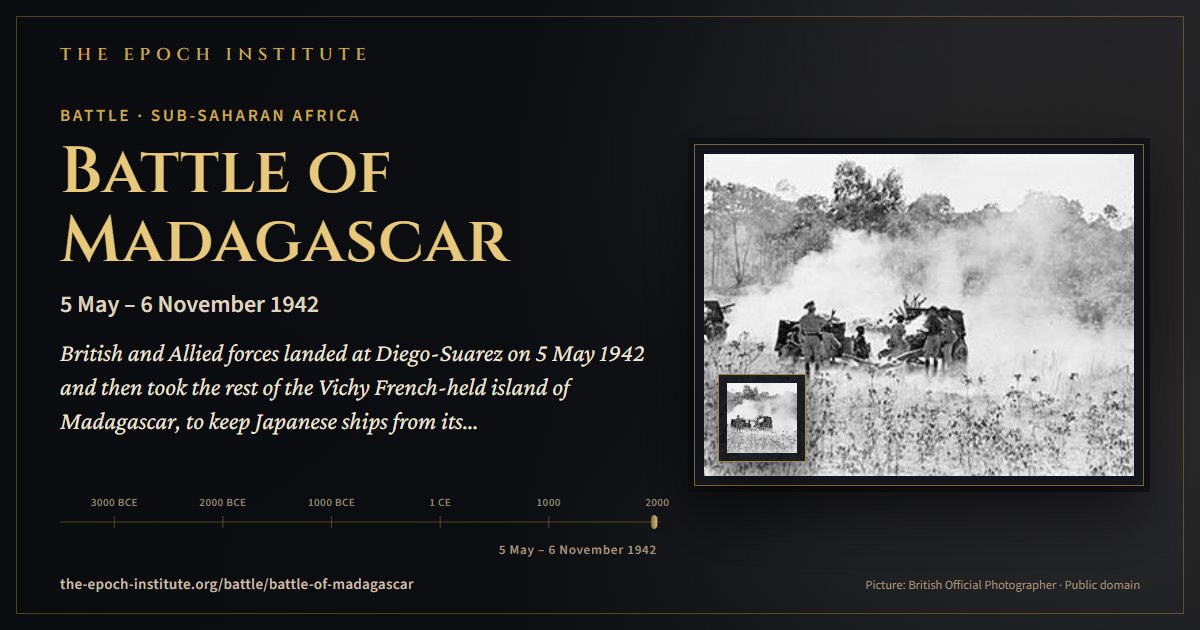 THE EPOCH INSTITUTE
BATTLE · SUB-SAHARAN AFRICA
BATTLE OF
MADAGASCAR
5 May – 6 November 1942
British and Allied forces landed at Diego-Suarez on 5 May 1942
and then took the rest of the Vichy French-held island of
Madagascar, to keep Japanese ships from its...
3000 BCE 2000 BCE 1000 BCE 1 CE 1000 2000
5 May – 6 November 1942
the-epoch-institute.org/battle/battle-of-madagascar
Picture: British Official Photographer · Public domain